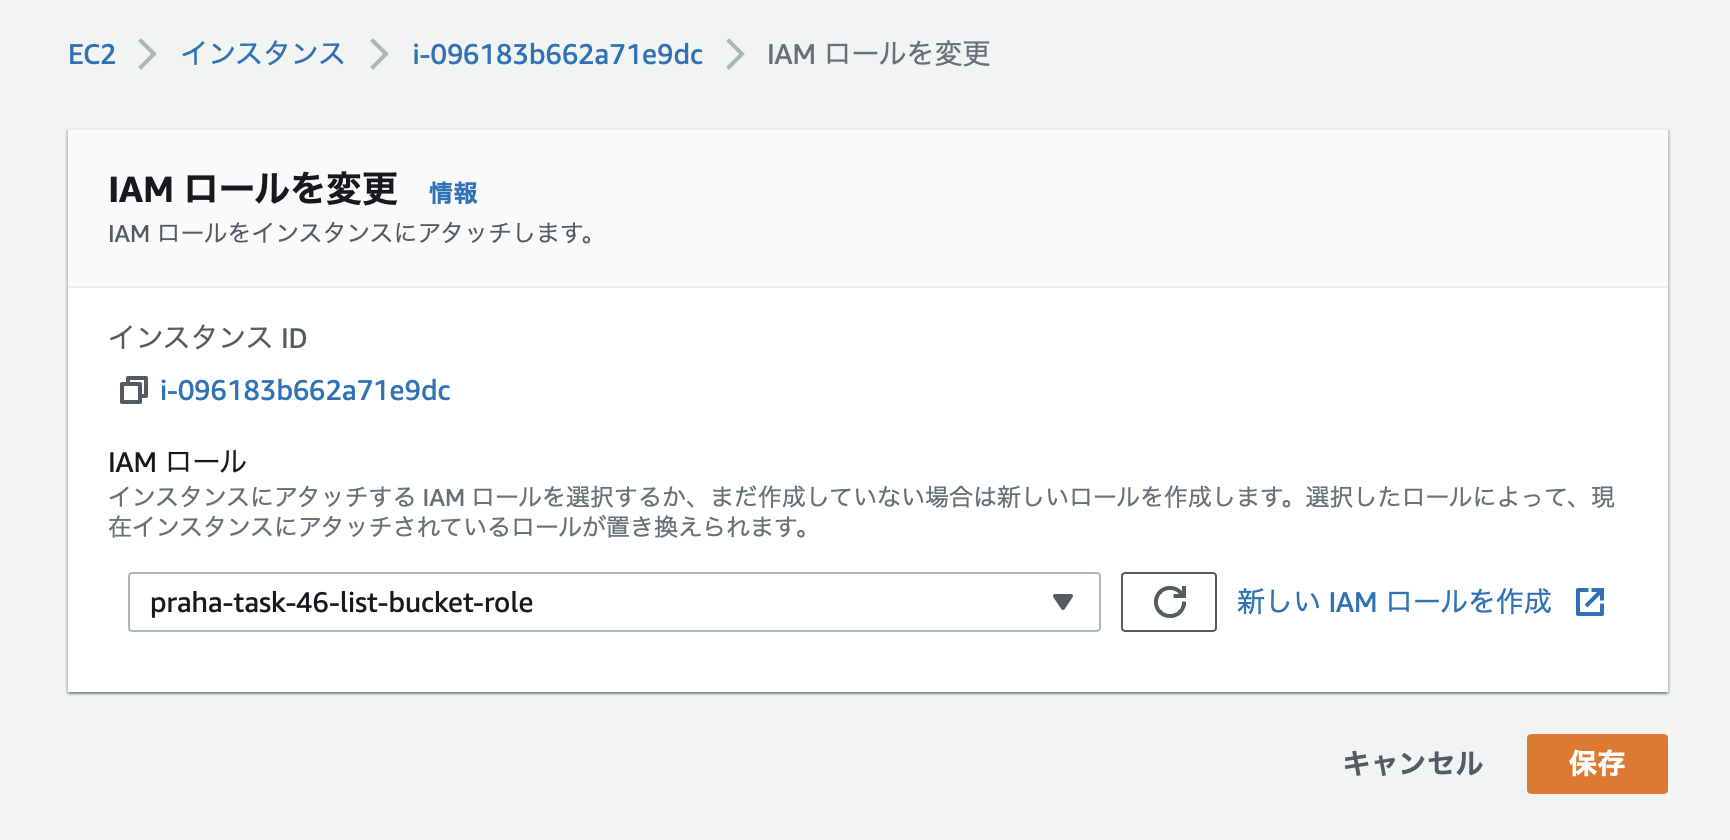 EC2 インスタンス i-096183b662a71e9dc IAM ロールを変更
IAM ロールを変更 情報
IAM ロールをインスタンスにアタッチします。
インスタンス ID
i-096183b662a71e9dc
IAM ロール
インスタンスにアタッチする IAM ロールを選択するか、まだ作成していない場合は新しいロールを作成します。選択したロールによって、現
在インスタンスにアタッチされているロールが置き換えられます。
praha-task-46-list-bucket-role 新しい IAM ロールを作成
キャンセル 保存